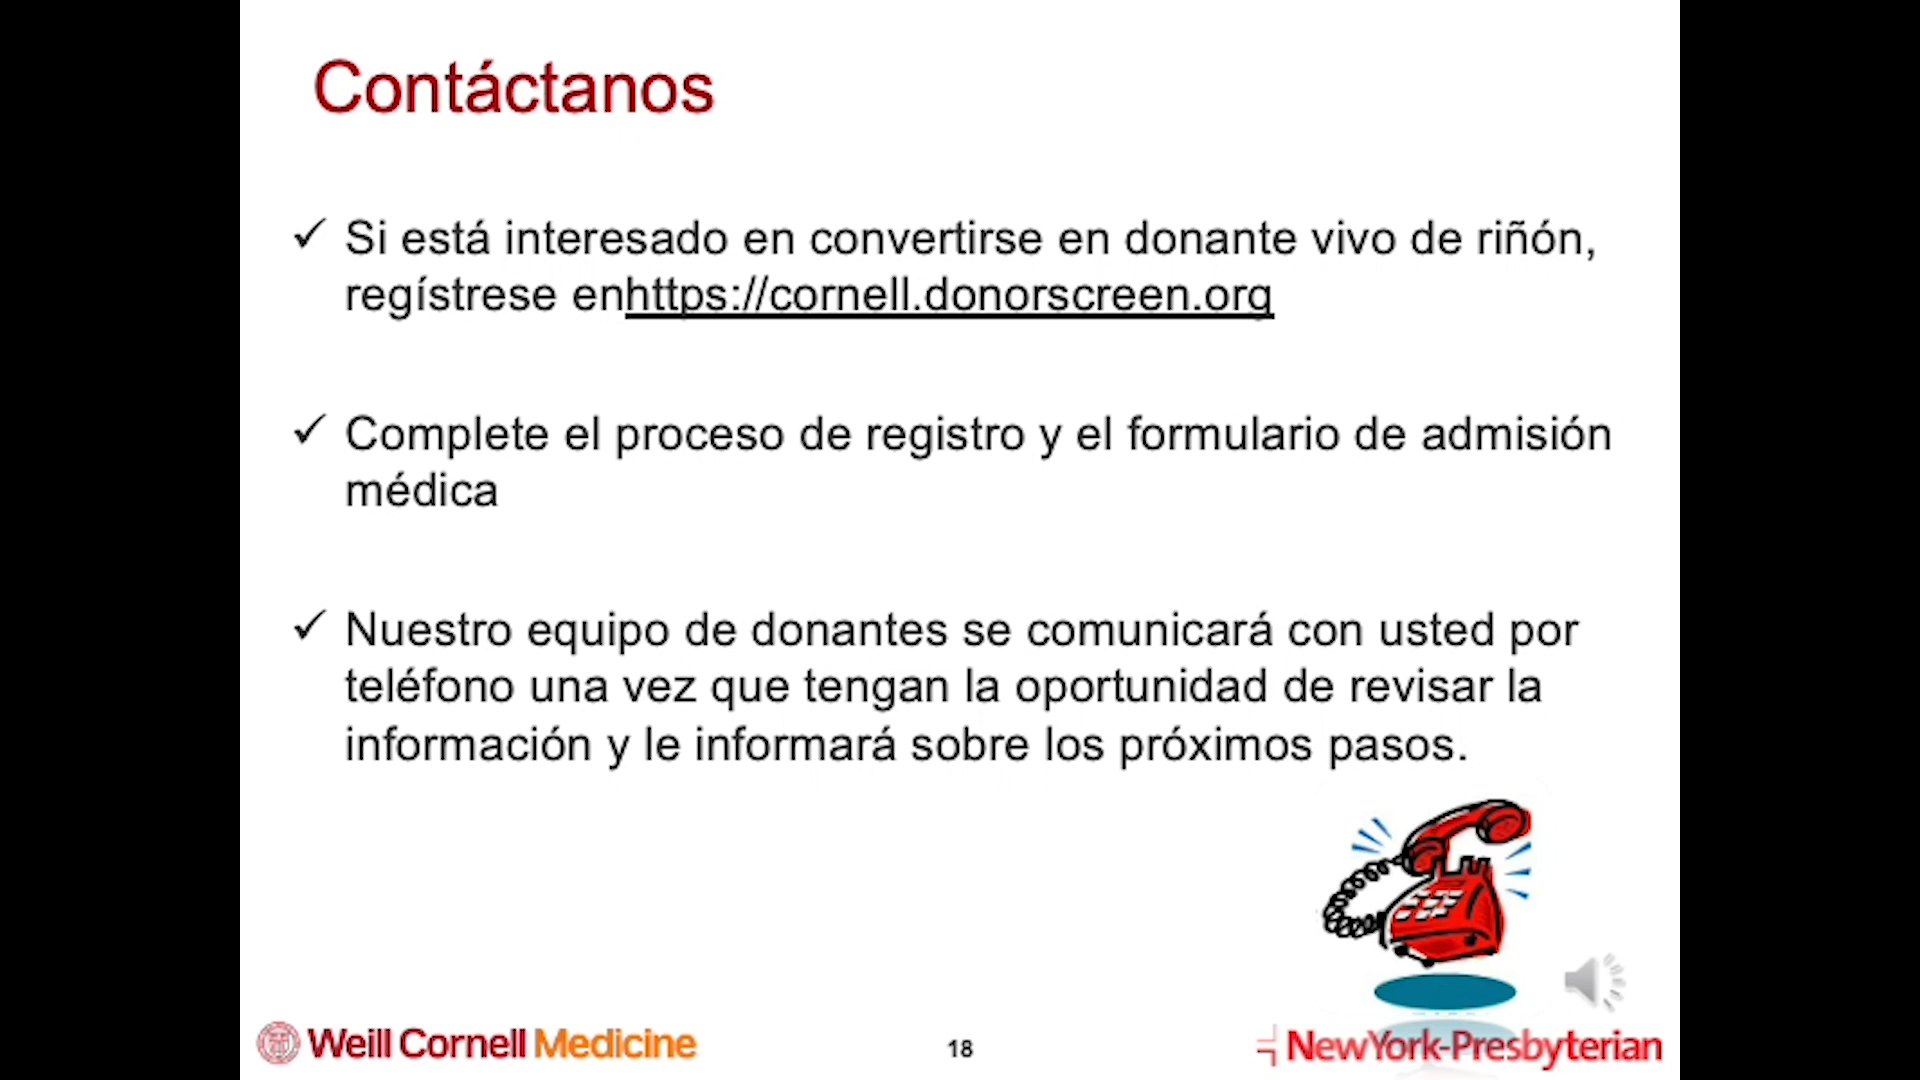 Contáctanos
✓ Si está interesado en convertirse en donante vivo de riñón,
regístrese enhttps://cornell.donorscreen.org
✓ Complete el proceso de registro y el formulario de admisión
médica
✓ Nuestro equipo de donantes se comunicará con usted por
teléfono una vez que tengan la oportunidad de revisar la
información y le informará sobre los próximos pasos.
Weill Cornell Medicine
18
NewYork-Presbyterian